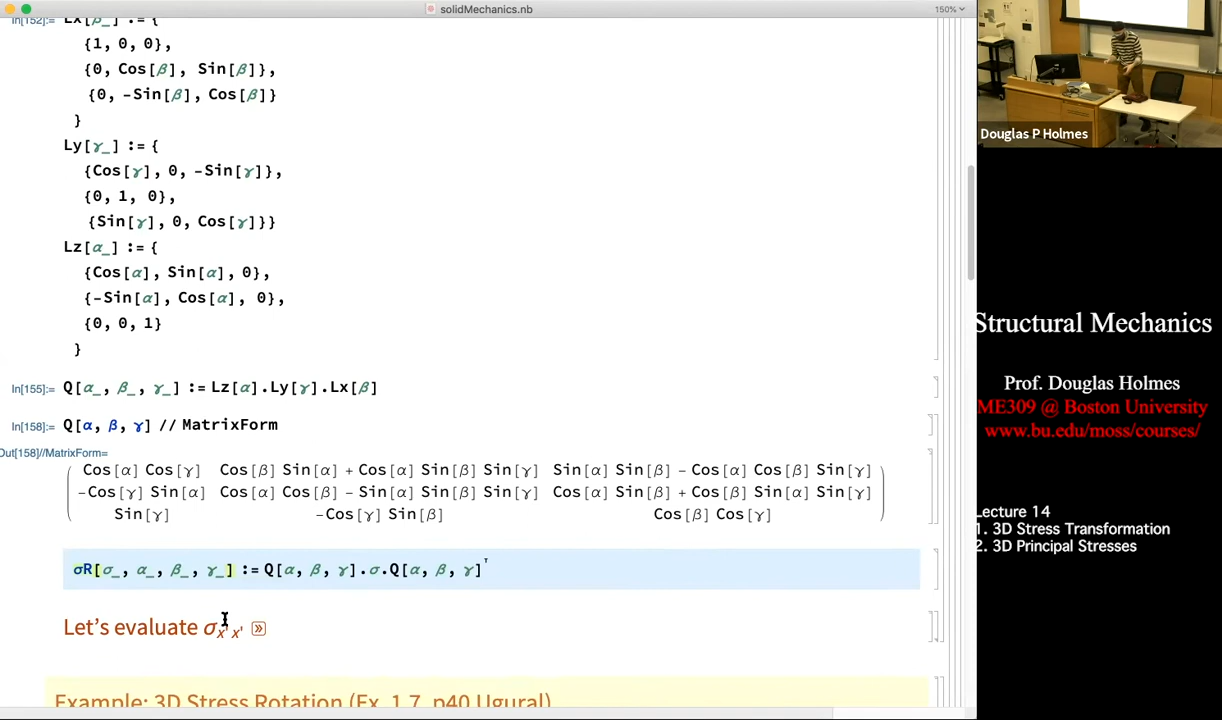 solidMechanics.nb
150%
In[152]:= Lx[β_] := {
{1, 0, 0},
{0, Cos[β], Sin[β]},
{0, -Sin[β], Cos[β]}
}
Ly[γ_] := {
{Cos[γ], 0, -Sin[γ]},
{0, 1, 0},
{Sin[γ], 0, Cos[γ]}}
Lz[α_] := {
{Cos[α], Sin[α], 0},
{-Sin[α], Cos[α], 0},
{0, 0, 1}
}
In[155]:= Q[α_, β_, γ_] := Lz[α].Ly[γ].Lx[β]
In[158]:= Q[α, β, γ] // MatrixForm
Out[158]//MatrixForm=
Cos[α] Cos[γ] Cos[β] Sin[α] + Cos[α] Sin[β] Sin[γ] Sin[α] Sin[β] - Cos[α] Cos[β] Sin[γ]
-Cos[γ] Sin[α] Cos[α] Cos[β] - Sin[α] Sin[β] Sin[γ] Cos[α] Sin[β] + Cos[β] Sin[α] Sin[γ]
Sin[γ] -Cos[γ] Sin[β] Cos[β] Cos[γ]
σR[σ_, α_, β_, γ_] := Q[α, β, γ].σ.Q[α, β, γ]ᵀ
Let's evaluate σx' x' »
Example: 3D Stress Rotation (Ex. 1.7, p40 Ugural)
Douglas P Holmes
Structural Mechanics
Prof. Douglas Holmes
ME309 @ Boston University
www.bu.edu/moss/courses/
Lecture 14
1. 3D Stress Transformation
2. 3D Principal Stresses